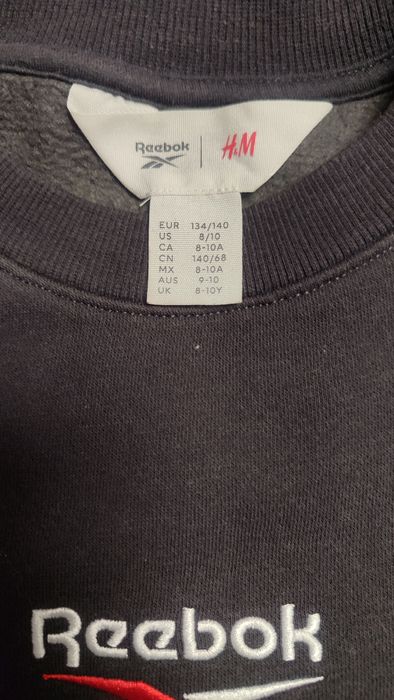 Reebok | H&M
EUR 134/140
US 8/10
CA 8-10A
CN 140/68
MX 8-10A
AUS 9-10
UK 8-10Y
Reebok